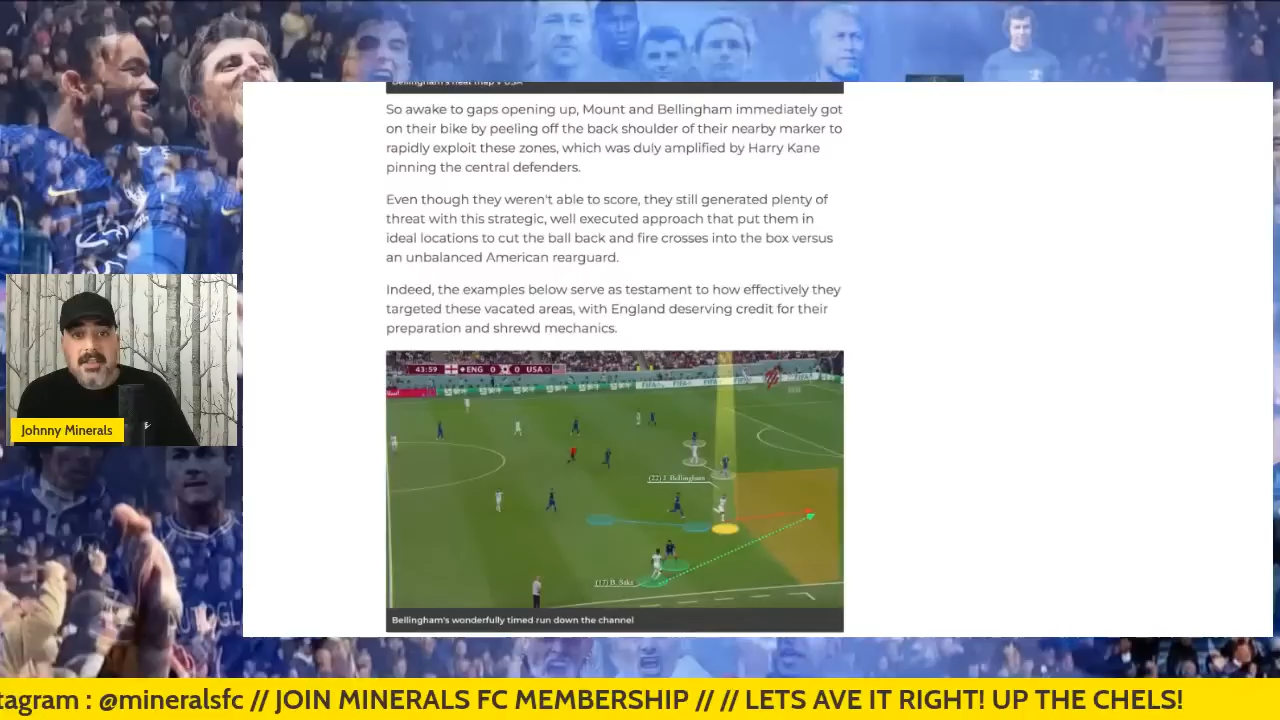 Bellingham's heat map v USA
So awake to gaps opening up, Mount and Bellingham immediately got
on their bike by peeling off the back shoulder of their nearby marker to
rapidly exploit these zones, which was duly amplified by Harry Kane
pinning the central defenders.
Even though they weren't able to score, they still generated plenty of
threat with this strategic, well executed approach that put them in
ideal locations to cut the ball back and fire crosses into the box versus
an unbalanced American rearguard.
Indeed, the examples below serve as testament to how effectively they
targeted these vacated areas, with England deserving credit for their
preparation and shrewd mechanics.
43:59 ENG 0 0 USA
(22) J. Bellingham
(17) B. Saka
Bellingham's wonderfully timed run down the channel
Johnny Minerals
tagram : @mineralsfc // JOIN MINERALS FC MEMBERSHIP // // LETS AVE IT RIGHT! UP THE CHELS!